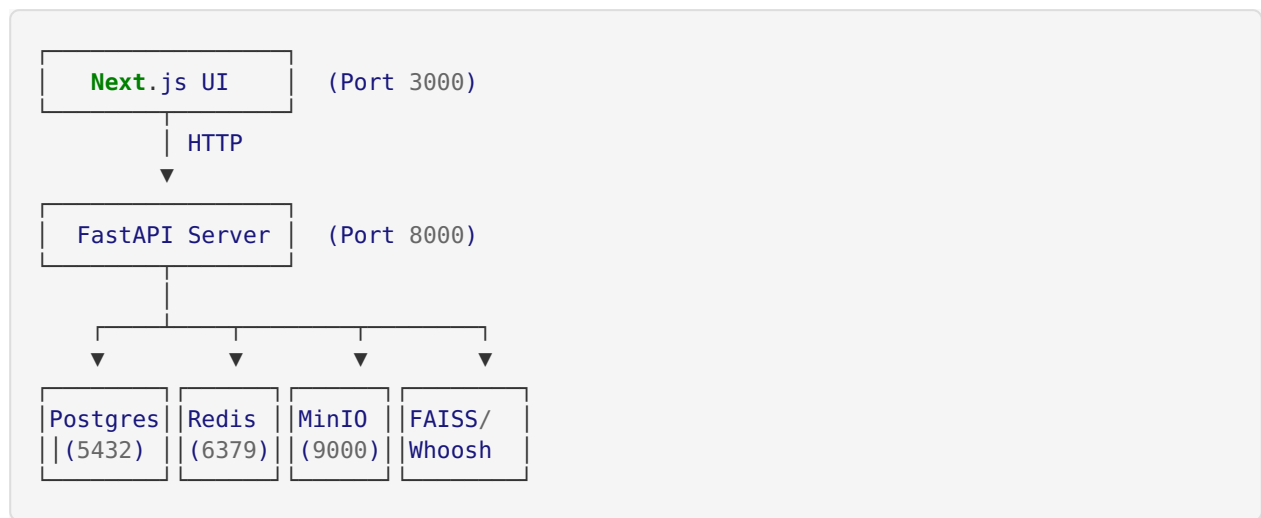 Next.js UI (Port 3000)
HTTP
FastAPI Server (Port 8000)
Postgres Redis MinIO FAISS/
(5432) (6379) (9000) Whoosh